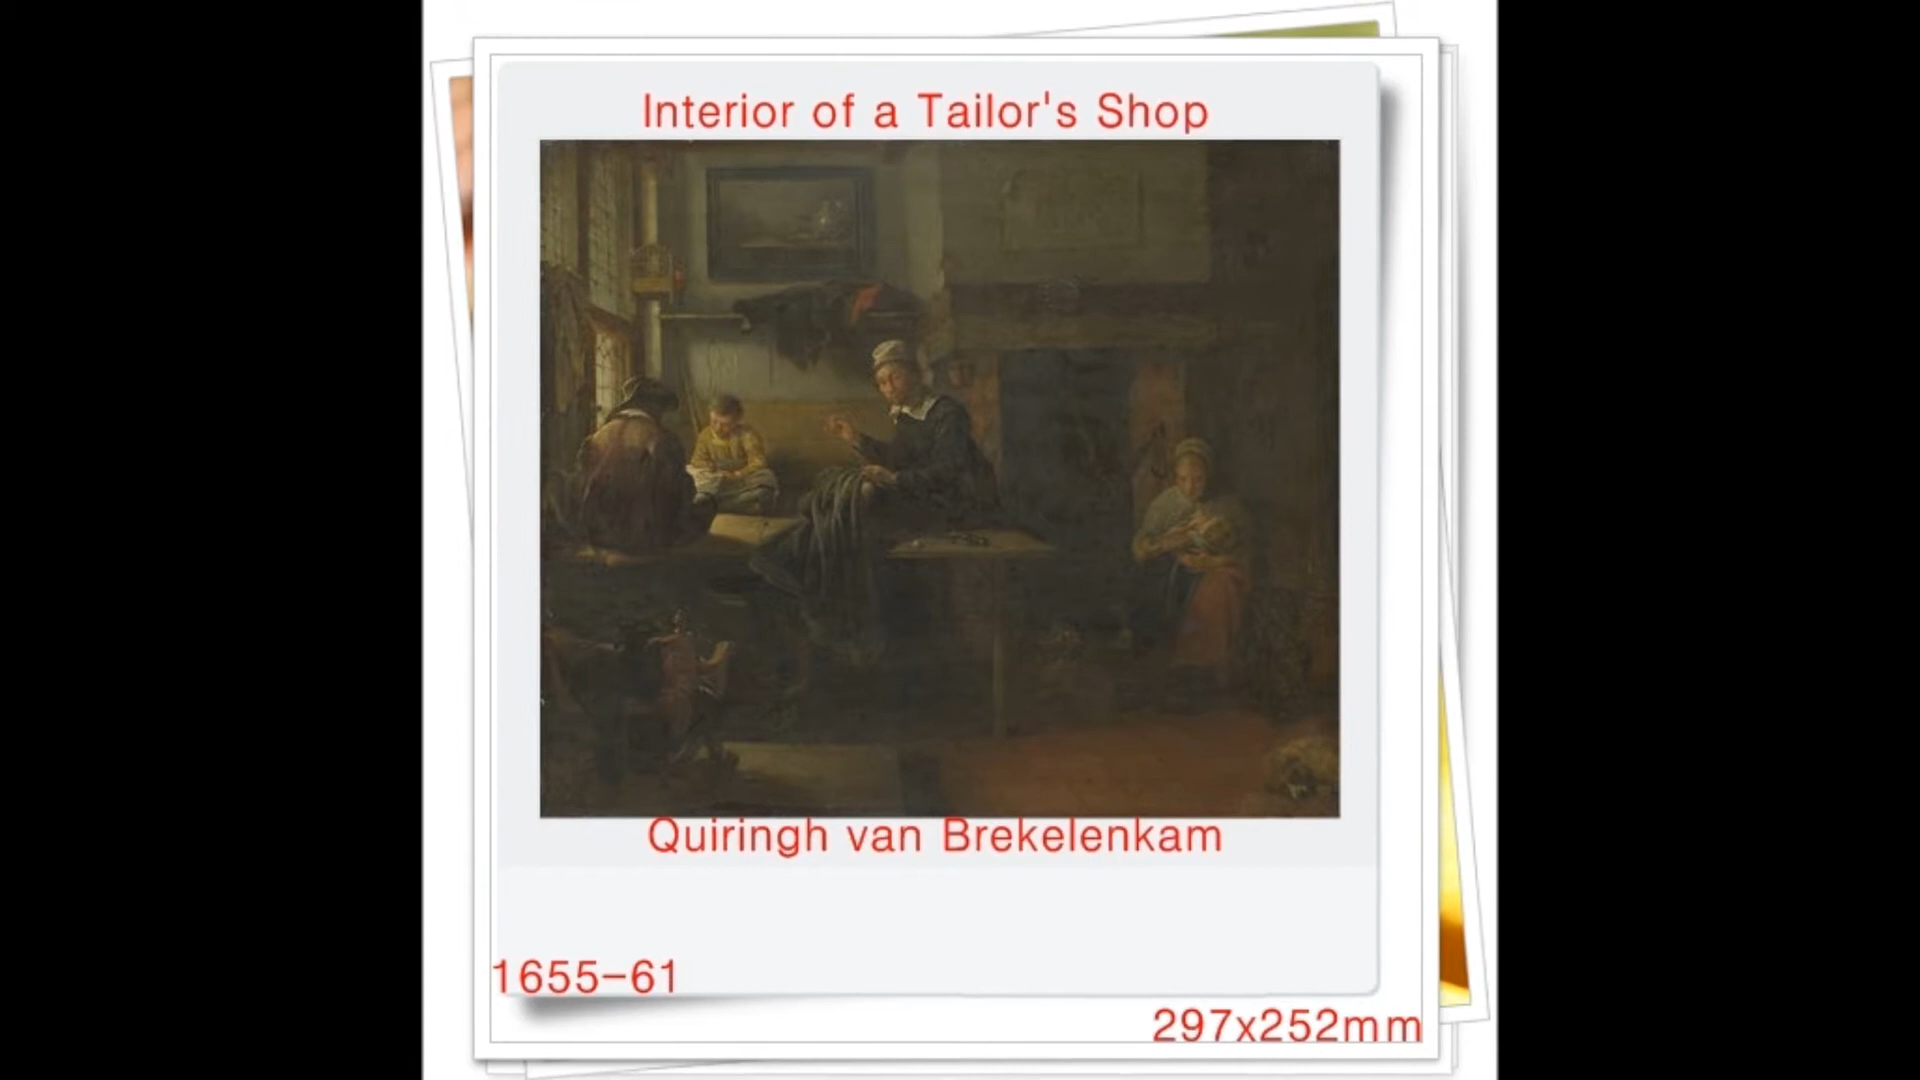 Interior of a Tailor's Shop
Quiringh van Brekelenkam
1655-61
297x252mm